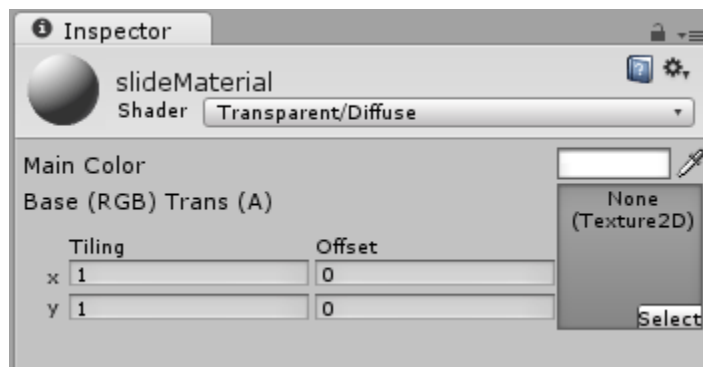 Inspector
slideMaterial
Shader Transparent/Diffuse
Main Color
Base (RGB) Trans (A)
None
(Texture2D)
Tiling Offset
x 1 0
y 1 0
Select